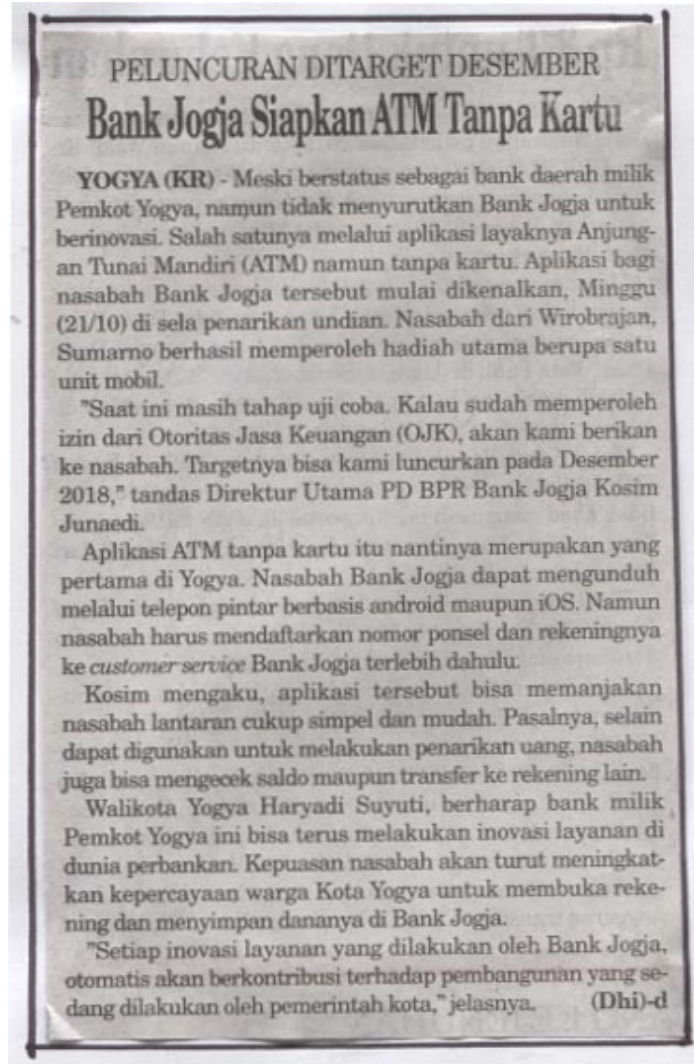 PELUNCURAN DITARGET DESEMBER
Bank Jogja Siapkan ATM Tanpa Kartu
YOGYA (KR) - Meski berstatus sebagai bank daerah milik
Pemkot Yogya, namun tidak menyurutkan Bank Jogja untuk
berinovasi. Salah satunya melalui aplikasi layaknya Anjung-
an Tunai Mandiri (ATM) namun tanpa kartu. Aplikasi bagi
nasabah Bank Jogja tersebut mulai dikenalkan, Minggu
(21/10) di sela penarikan undian. Nasabah dari Wirobrajan,
Sumarno berhasil memperoleh hadiah utama berupa satu
unit mobil.
"Saat ini masih tahap uji coba. Kalau sudah memperoleh
izin dari Otoritas Jasa Keuangan (OJK), akan kami berikan
ke nasabah. Targetnya bisa kami luncurkan pada Desember
2018," tandas Direktur Utama PD BPR Bank Jogja Kosim
Junaedi.
Aplikasi ATM tanpa kartu itu nantinya merupakan yang
pertama di Yogya. Nasabah Bank Jogja dapat mengunduh
melalui telepon pintar berbasis android maupun iOS. Namun
nasabah harus mendaftarkan nomor ponsel dan rekeningnya
ke customer service Bank Jogja terlebih dahulu.
Kosim mengaku, aplikasi tersebut bisa memanjakan
nasabah lantaran cukup simpel dan mudah. Pasalnya, selain
dapat digunakan untuk melakukan penarikan uang, nasabah
juga bisa mengecek saldo maupun transfer ke rekening lain.
Walikota Yogya Haryadi Suyuti, berharap bank milik
Pemkot Yogya ini bisa terus melakukan inovasi layanan di
dunia perbankan. Kepuasan nasabah akan turut meningkat-
kan kepercayaan warga Kota Yogya untuk membuka reke-
ning dan menyimpan dananya di Bank Jogja.
"Setiap inovasi layanan yang dilakukan oleh Bank Jogja,
otomatis akan berkontribusi terhadap pembangunan yang se-
dang dilakukan oleh pemerintah kota," jelasnya. (Dhi)-d